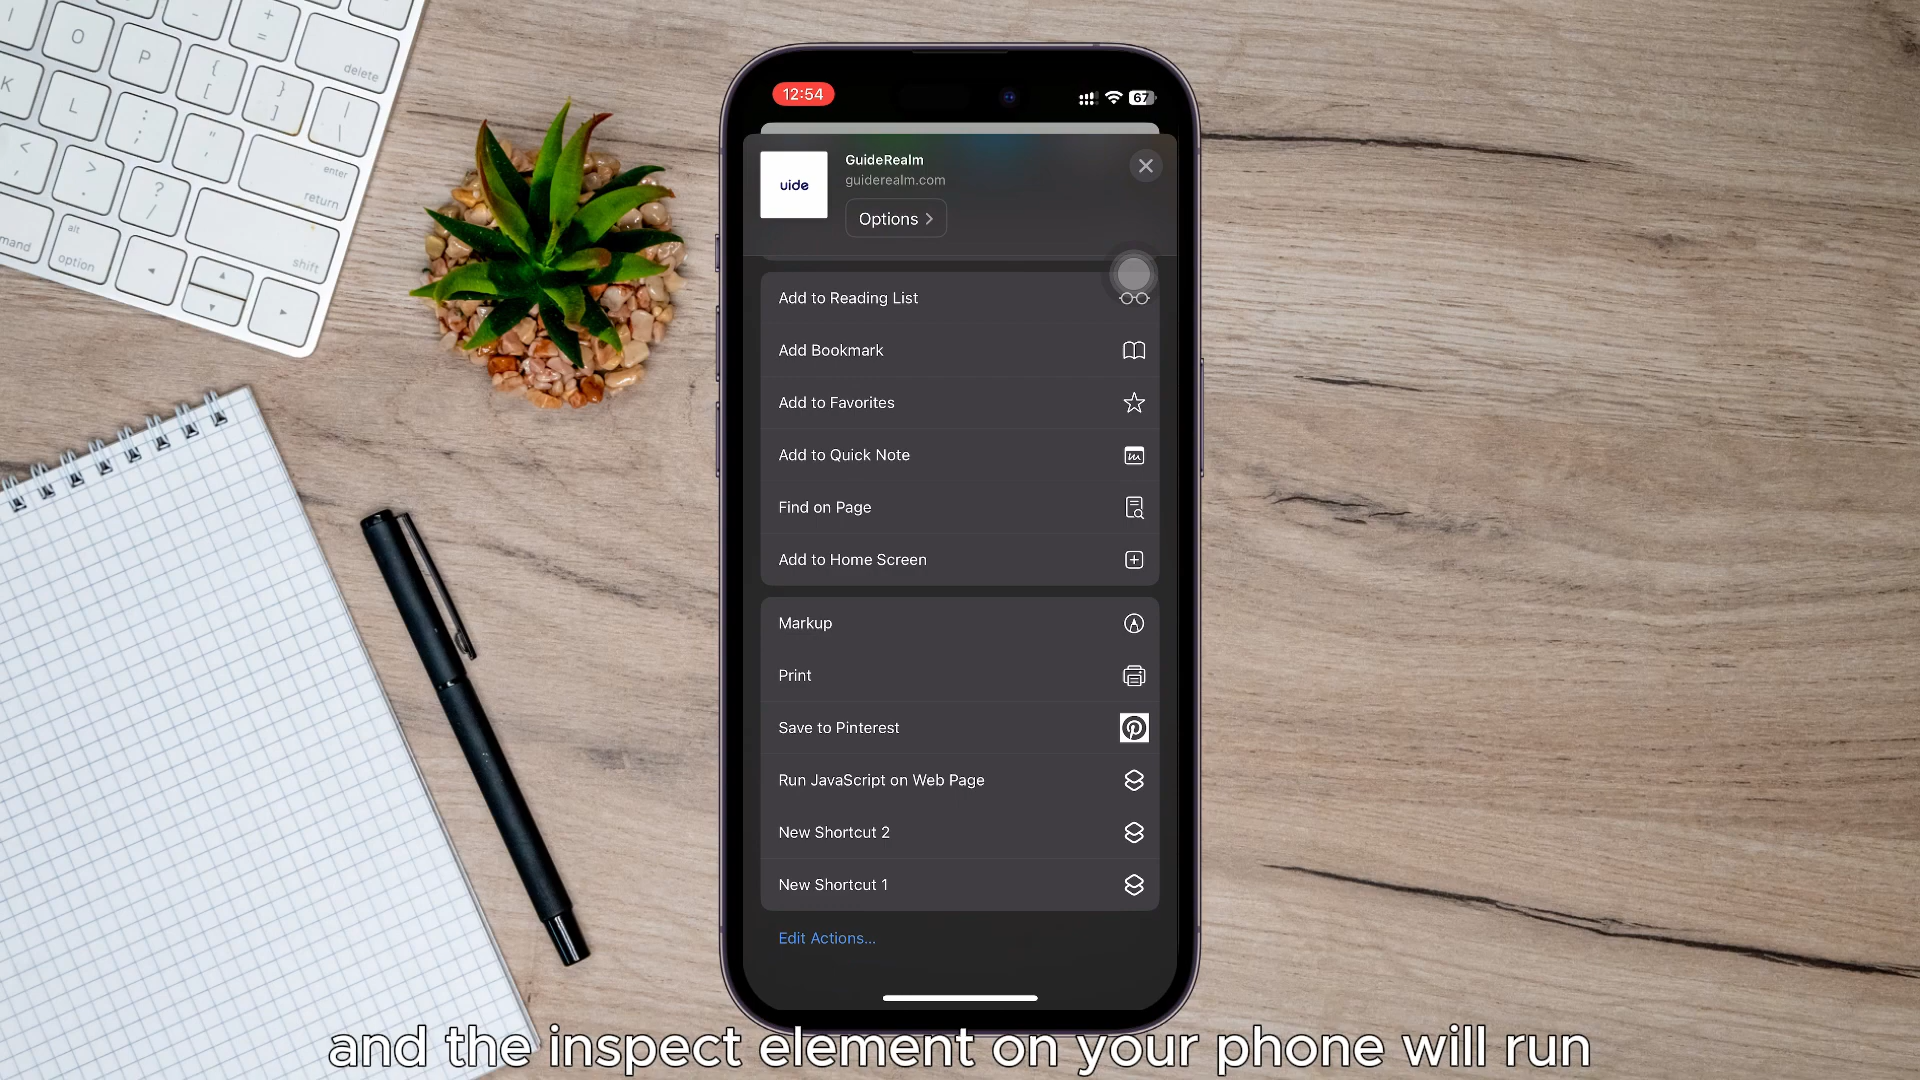 O
P
+
=
delete
{
[
}
]
|
\
K
L
:
;
"
enter
return
<
,
>
.
?
/
shift
mand
alt
option
12:54
67
GuideRealm
guiderealm.com
uide
Options >
Add to Reading List
Add Bookmark
Add to Favorites
Add to Quick Note
Find on Page
Add to Home Screen
Markup
Print
Save to Pinterest
Run JavaScript on Web Page
New Shortcut 2
New Shortcut 1
Edit Actions...
and the inspect element on your phone will run